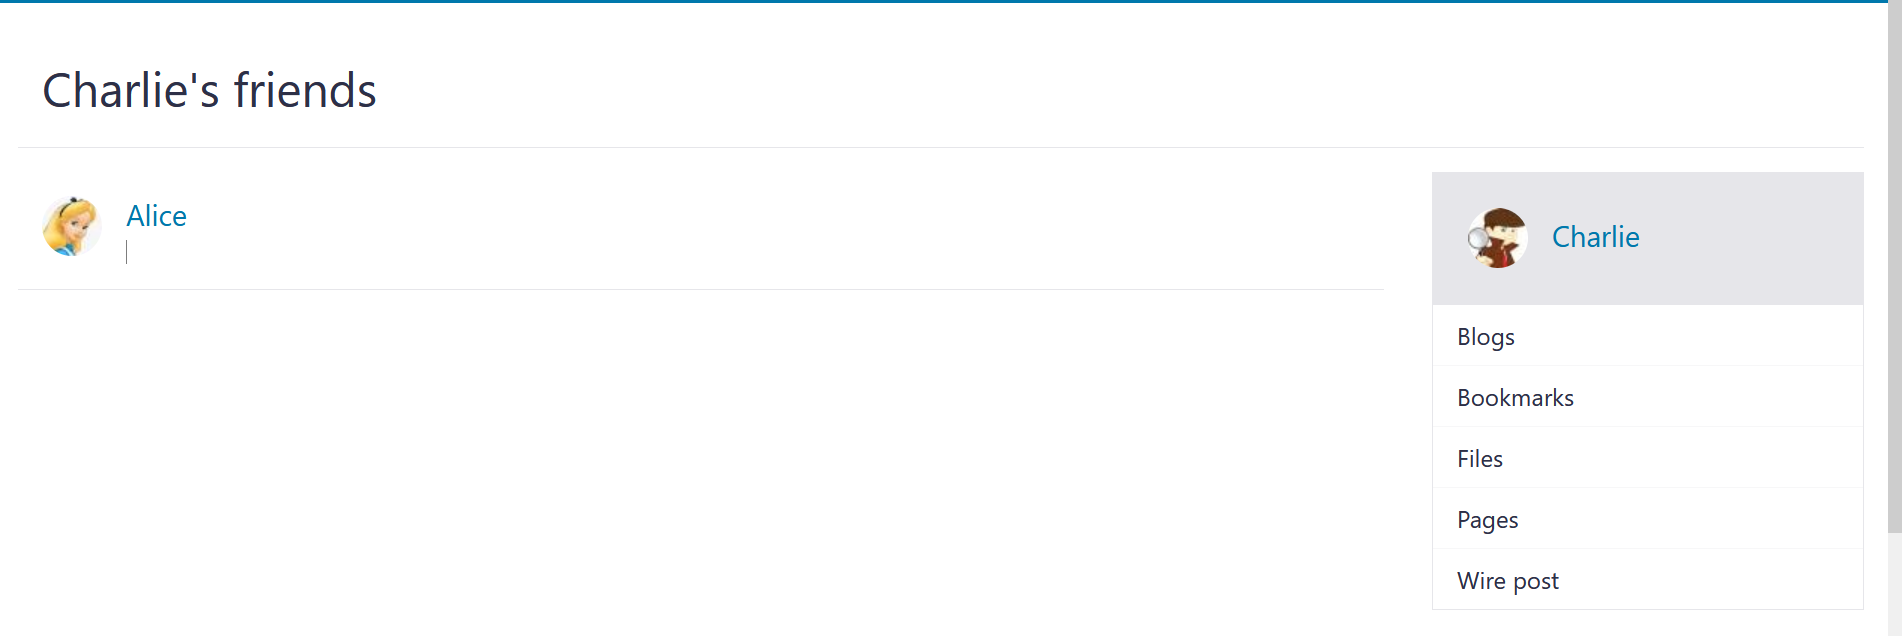 Charlie's friends
Alice
Charlie
Blogs
Bookmarks
Files
Pages
Wire post